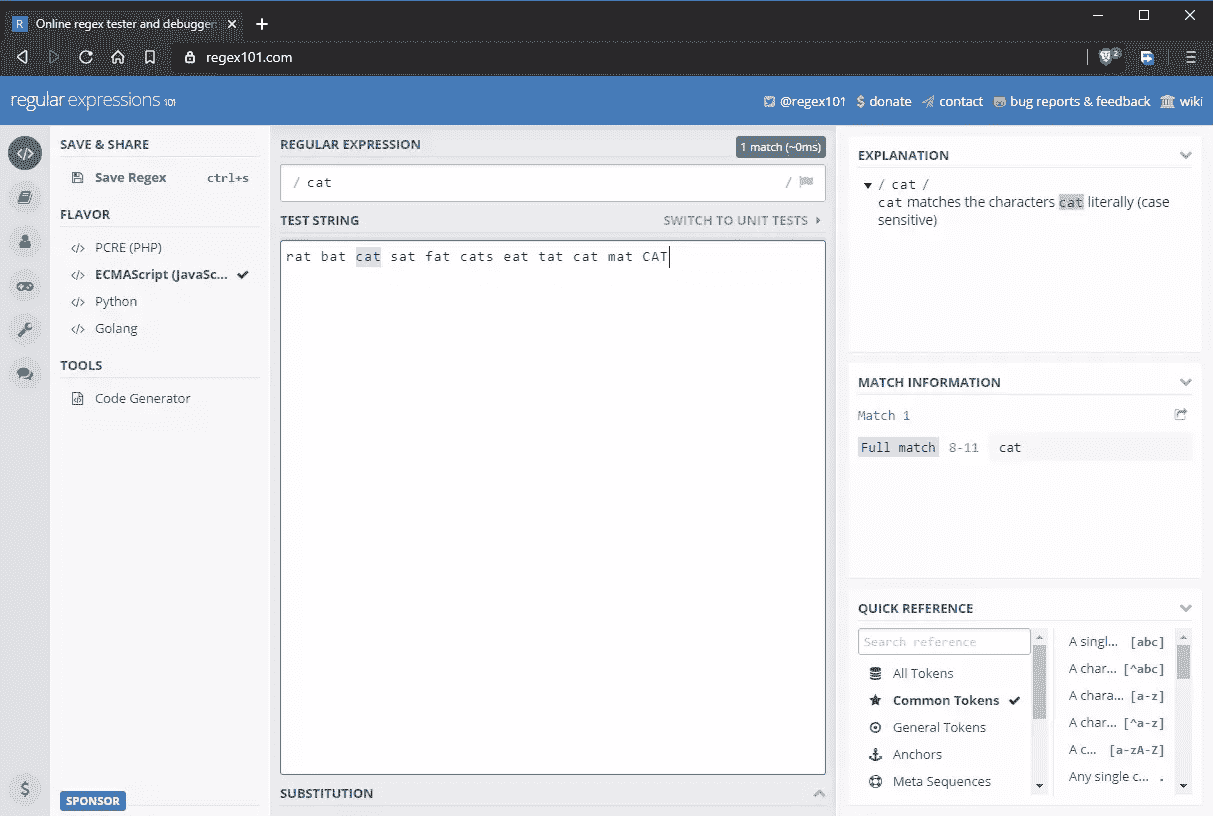 R Online regex tester and debugger
regex101.com 2
regular expressions 101
@regex101 $ donate contact bug reports & feedback wiki
SAVE & SHARE
Save Regex ctrl+s
FLAVOR
</> PCRE (PHP)
</> ECMAScript (JavaSc...
</> Python
</> Golang
TOOLS
Code Generator
$
SPONSOR
REGULAR EXPRESSION 1 match (~0ms)
/ cat /
TEST STRING SWITCH TO UNIT TESTS
rat bat cat sat fat cats eat tat cat mat CAT
SUBSTITUTION
EXPLANATION
/ cat /
cat matches the characters cat literally (case
sensitive)
MATCH INFORMATION
Match 1
Full match 8-11 cat
QUICK REFERENCE
Search reference
All Tokens
Common Tokens
General Tokens
Anchors
Meta Sequences
A singl... [abc]
A char... [^abc]
A chara... [a-z]
A char... [^a-z]
A c... [a-zA-Z]
Any single c... .